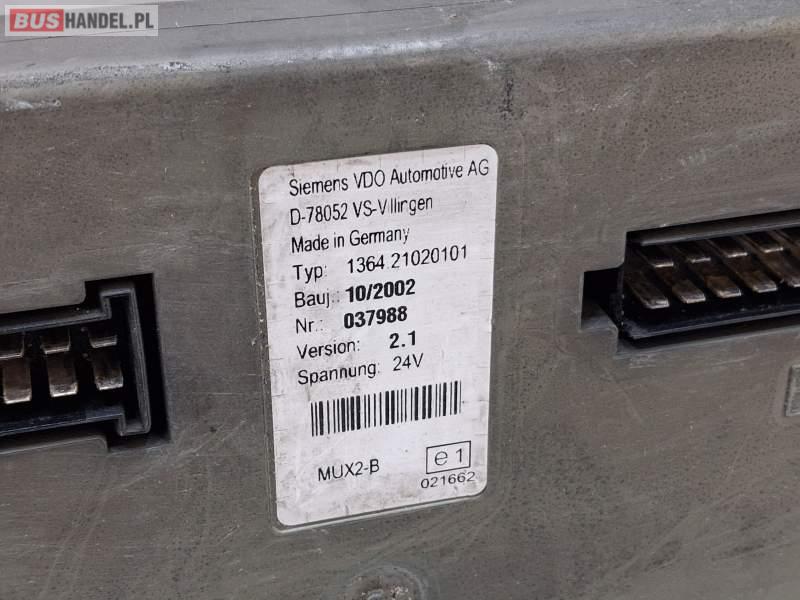 BUSHANDEL.PL
Siemens VDO Automotive AG
D-78052 VS-Villingen
Made in Germany
Typ: 1364.21020101
Bauj.: 10/2002
Nr.: 037988
Version: 2.1
Spannung: 24V
MUX2-B
e1
021662